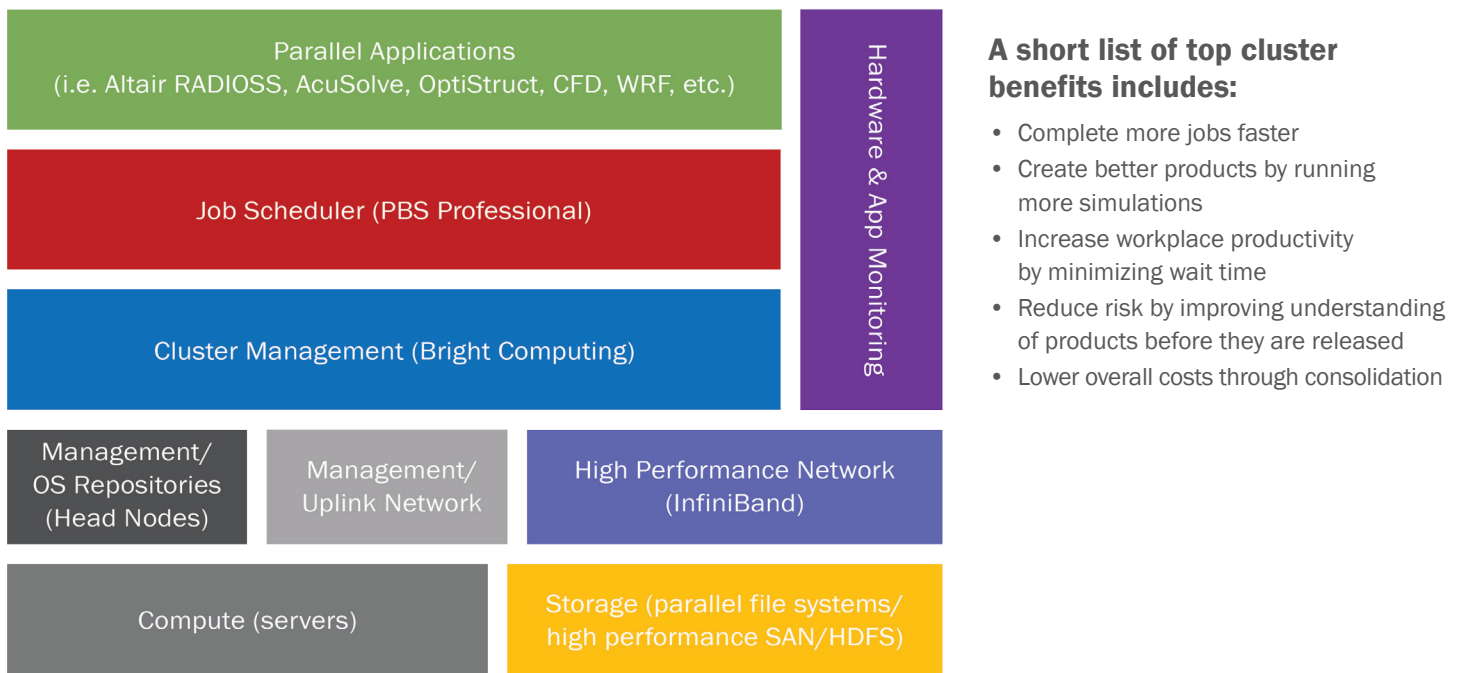 Parallel Applications
(i.e. Altair RADIOSS, AcuSolve, OptiStruct, CFD, WRF, etc.)
Job Scheduler (PBS Professional)
Cluster Management (Bright Computing)
Hardware & App Monitoring
Management/
OS Repositories
(Head Nodes)
Management/
Uplink Network
High Performance Network
(InfiniBand)
Compute (servers)
Storage (parallel file systems/
high performance SAN/HDFS)
A short list of top cluster
benefits includes:
• Complete more jobs faster
• Create better products by running
more simulations
• Increase workplace productivity
by minimizing wait time
• Reduce risk by improving understanding
of products before they are released
• Lower overall costs through consolidation